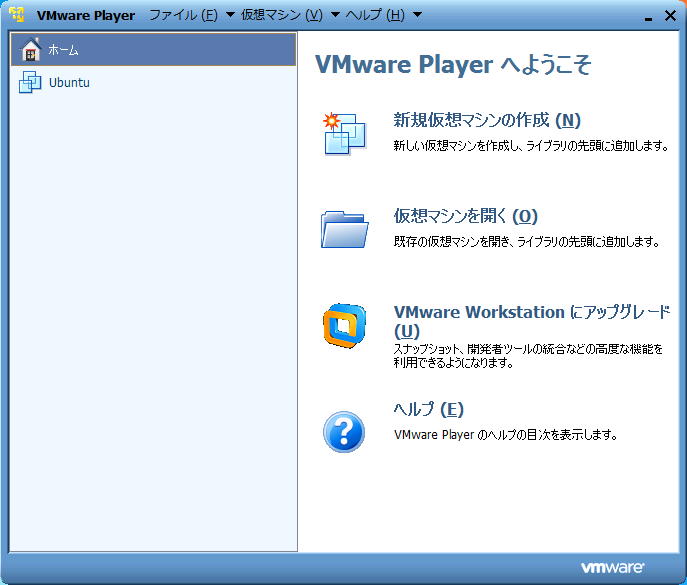 VMware Player ファイル (F) ▼ 仮想マシン (V) ▼ ヘルプ (H) ▼
ホーム
Ubuntu
VMware Player へようこそ
新規仮想マシンの作成 (N)
新しい仮想マシンを作成し、ライブラリの先頭に追加します。
仮想マシンを開く (O)
既存の仮想マシンを開き、ライブラリの先頭に追加します。
VMware Workstation にアップグレード
(U)
スナップショット、開発者ツールの統合などの高度な機能を
利用できるようになります。
ヘルプ (E)
VMware Player のヘルプの目次を表示します。
vmware